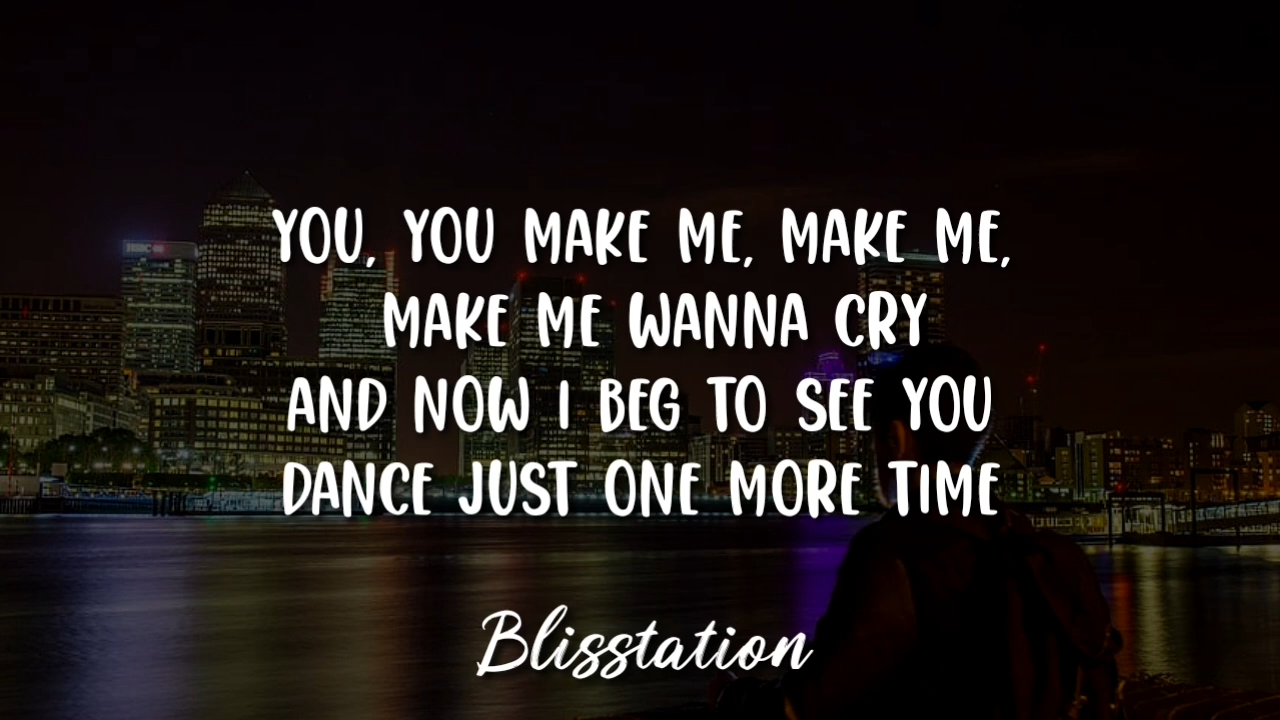 YOU, YOU MAKE ME, MAKE ME,
MAKE ME WANNA CRY
AND NOW I BEG TO SEE YOU
DANCE JUST ONE MORE TIME
Blisstation